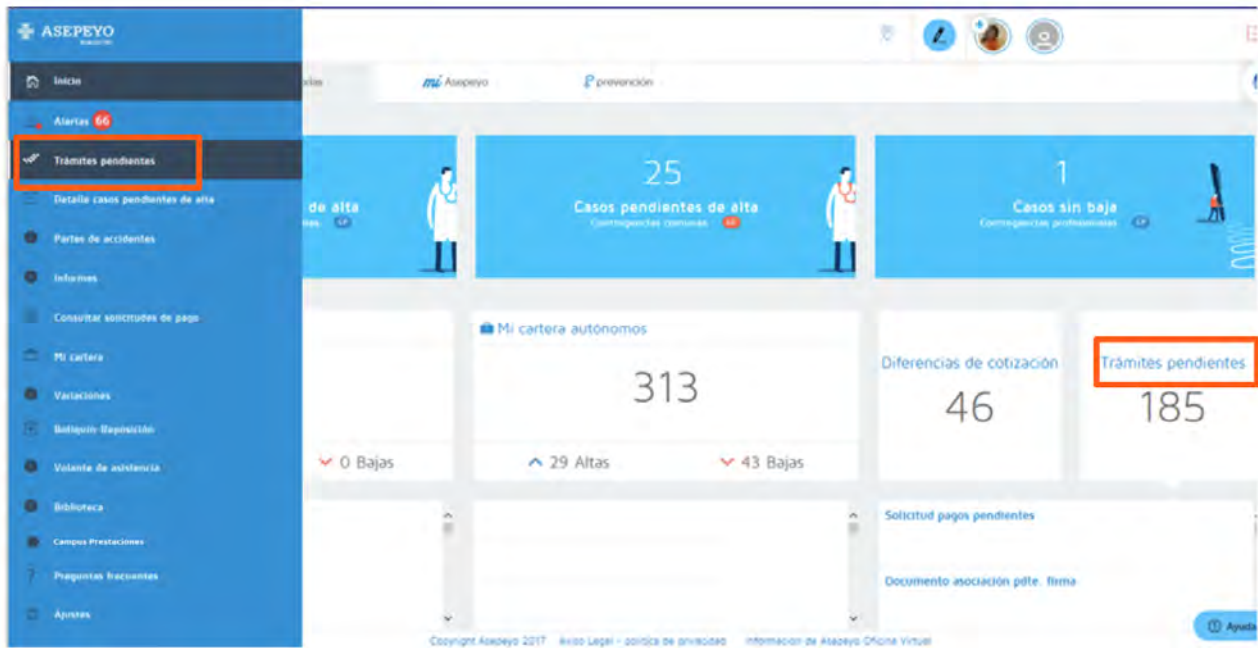 ASEPEYO
Inicio
Alertas 66
Trámites pendientes
Detalle casos pendientes de alta
Partes de accidentes
Informes
Consultar solicitudes de pago
Mi cartera
Variaciones
Botiquín-Reposición
Volante de asistencia
Biblioteca
Campus Prestaciones
Preguntas frecuentes
Ajustes
mi Asepeyo
prevención
de alta
CP
25
Casos pendientes de alta
Contingencias comunes CC
1
Casos sin baja
Contingencias profesionales CP
Mi cartera autónomos
313
0 Bajas
29 Altas
43 Bajas
Diferencias de cotización
46
Trámites pendientes
185
Solicitud pagos pendientes
Documento asociación pdte. firma
Copyright Asepeyo 2017 Aviso Legal - política de privacidad Información de Asepeyo Oficina Virtual
Ayuda